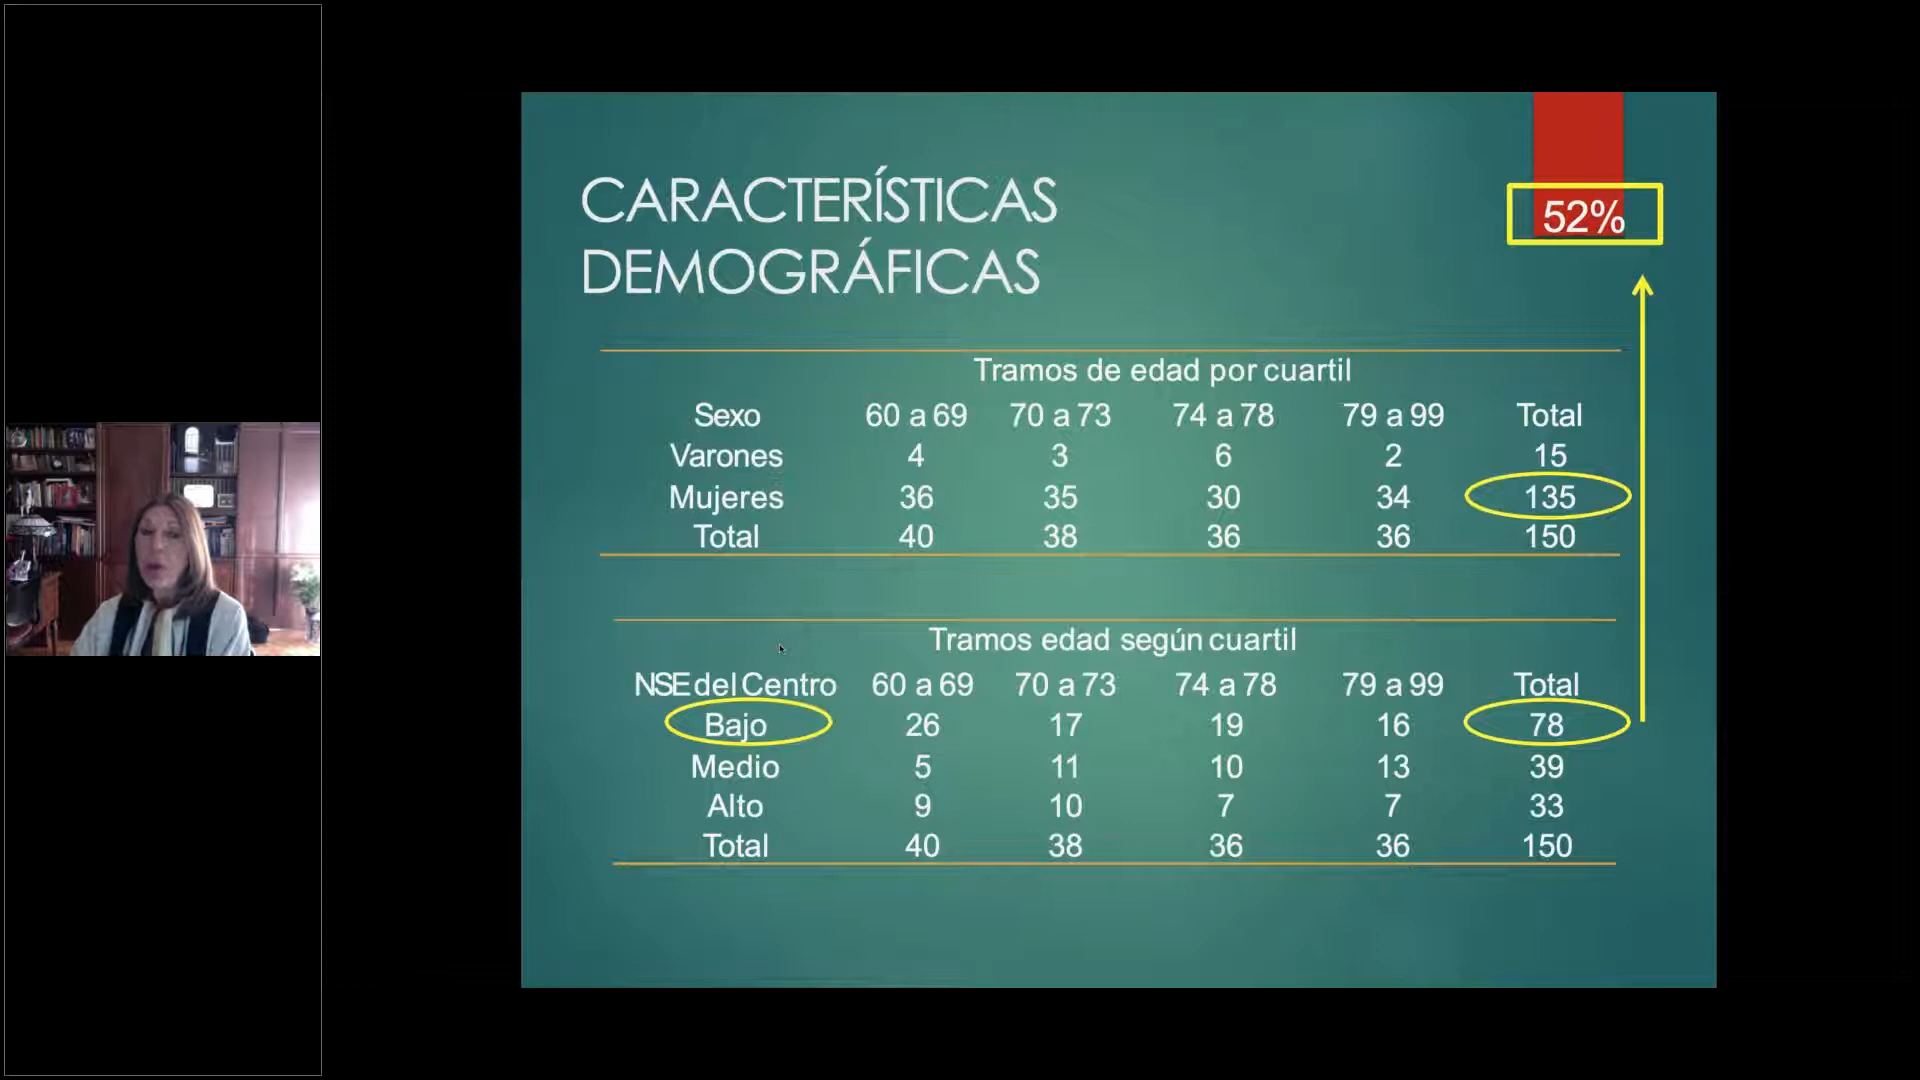 CARACTERÍSTICAS
DEMOGRÁFICAS
52%
Tramos de edad por cuartil
Sexo 60 a 69 70 a 73 74 a 78 79 a 99 Total
Varones 4 3 6 2 15
Mujeres 36 35 30 34 135
Total 40 38 36 36 150
Tramos edad según cuartil
NSE del Centro 60 a 69 70 a 73 74 a 78 79 a 99 Total
Bajo 26 17 19 16 78
Medio 5 11 10 13 39
Alto 9 10 7 7 33
Total 40 38 36 36 150